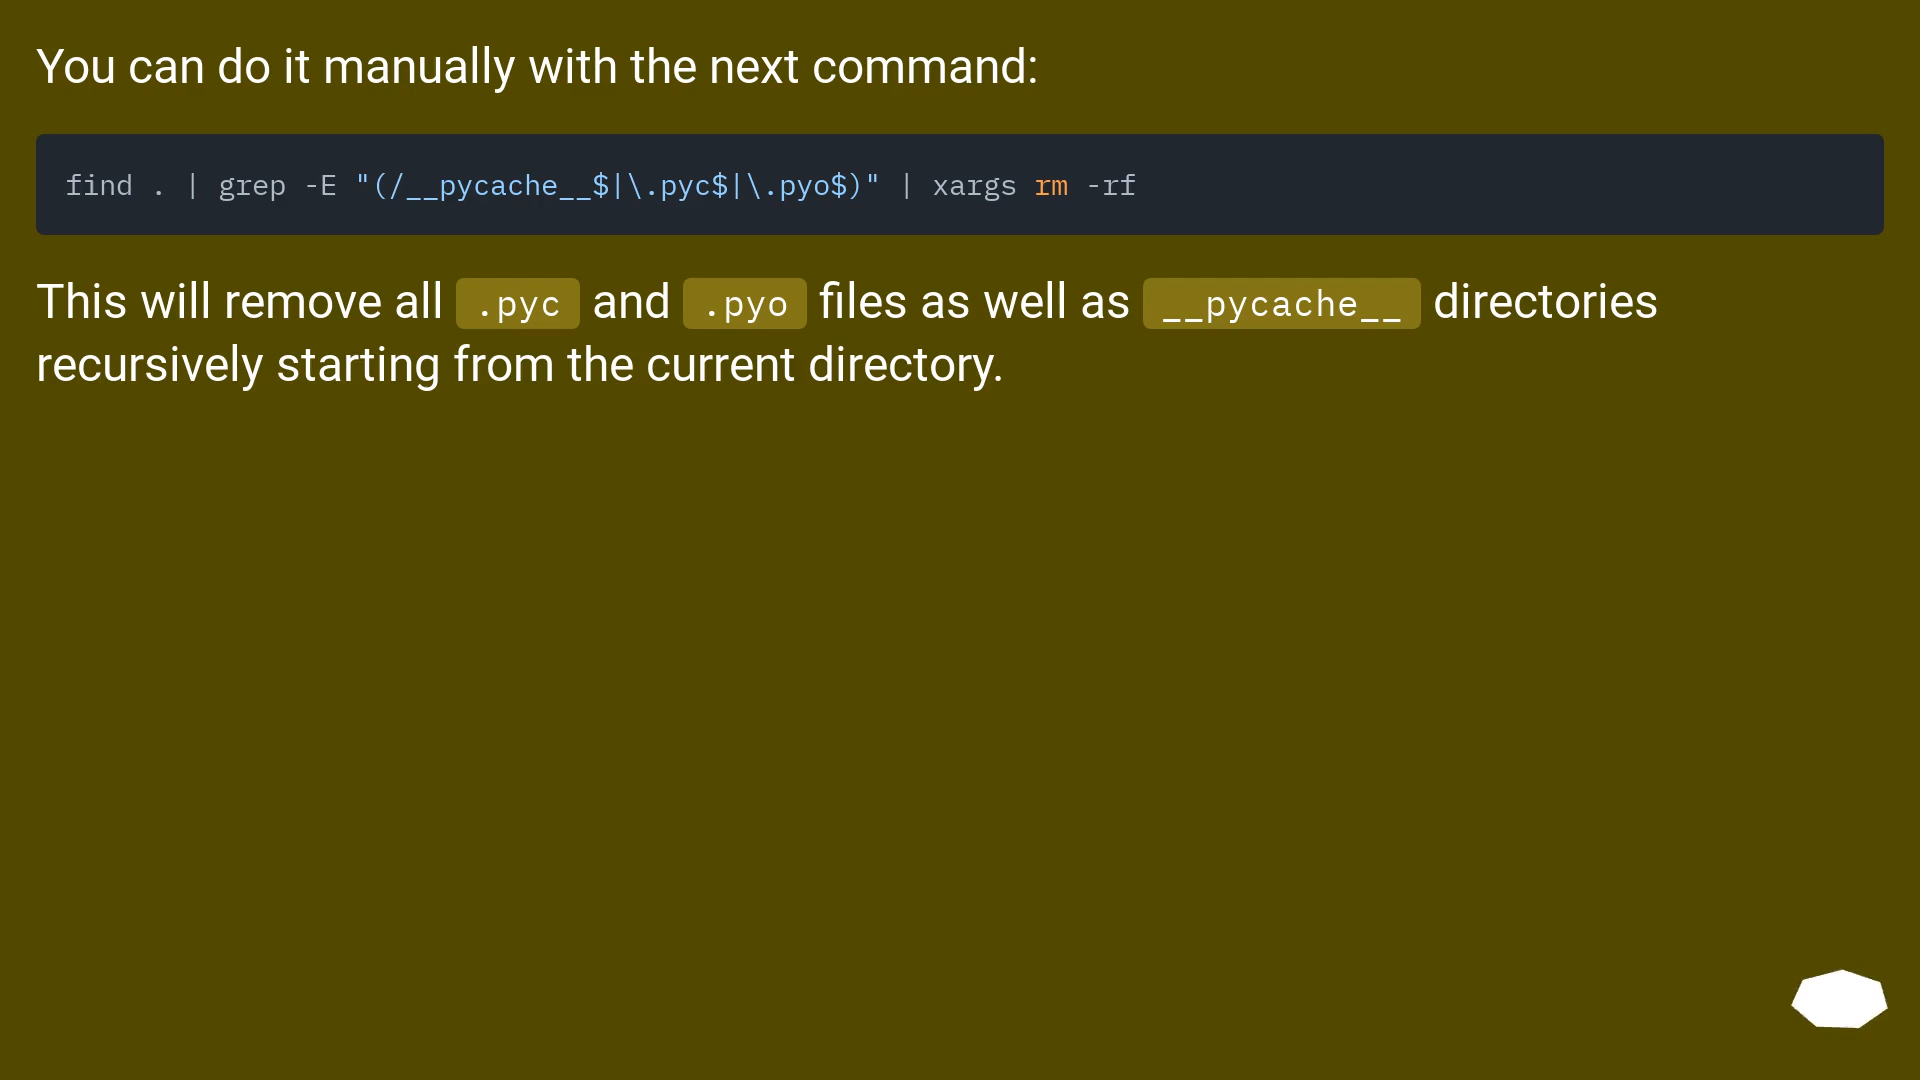 You can do it manually with the next command:
find . | grep -E "(/__pycache__$|\.pyc$|\.pyo$)" | xargs rm -rf
This will remove all .pyc and .pyo files as well as __pycache__ directories
recursively starting from the current directory.